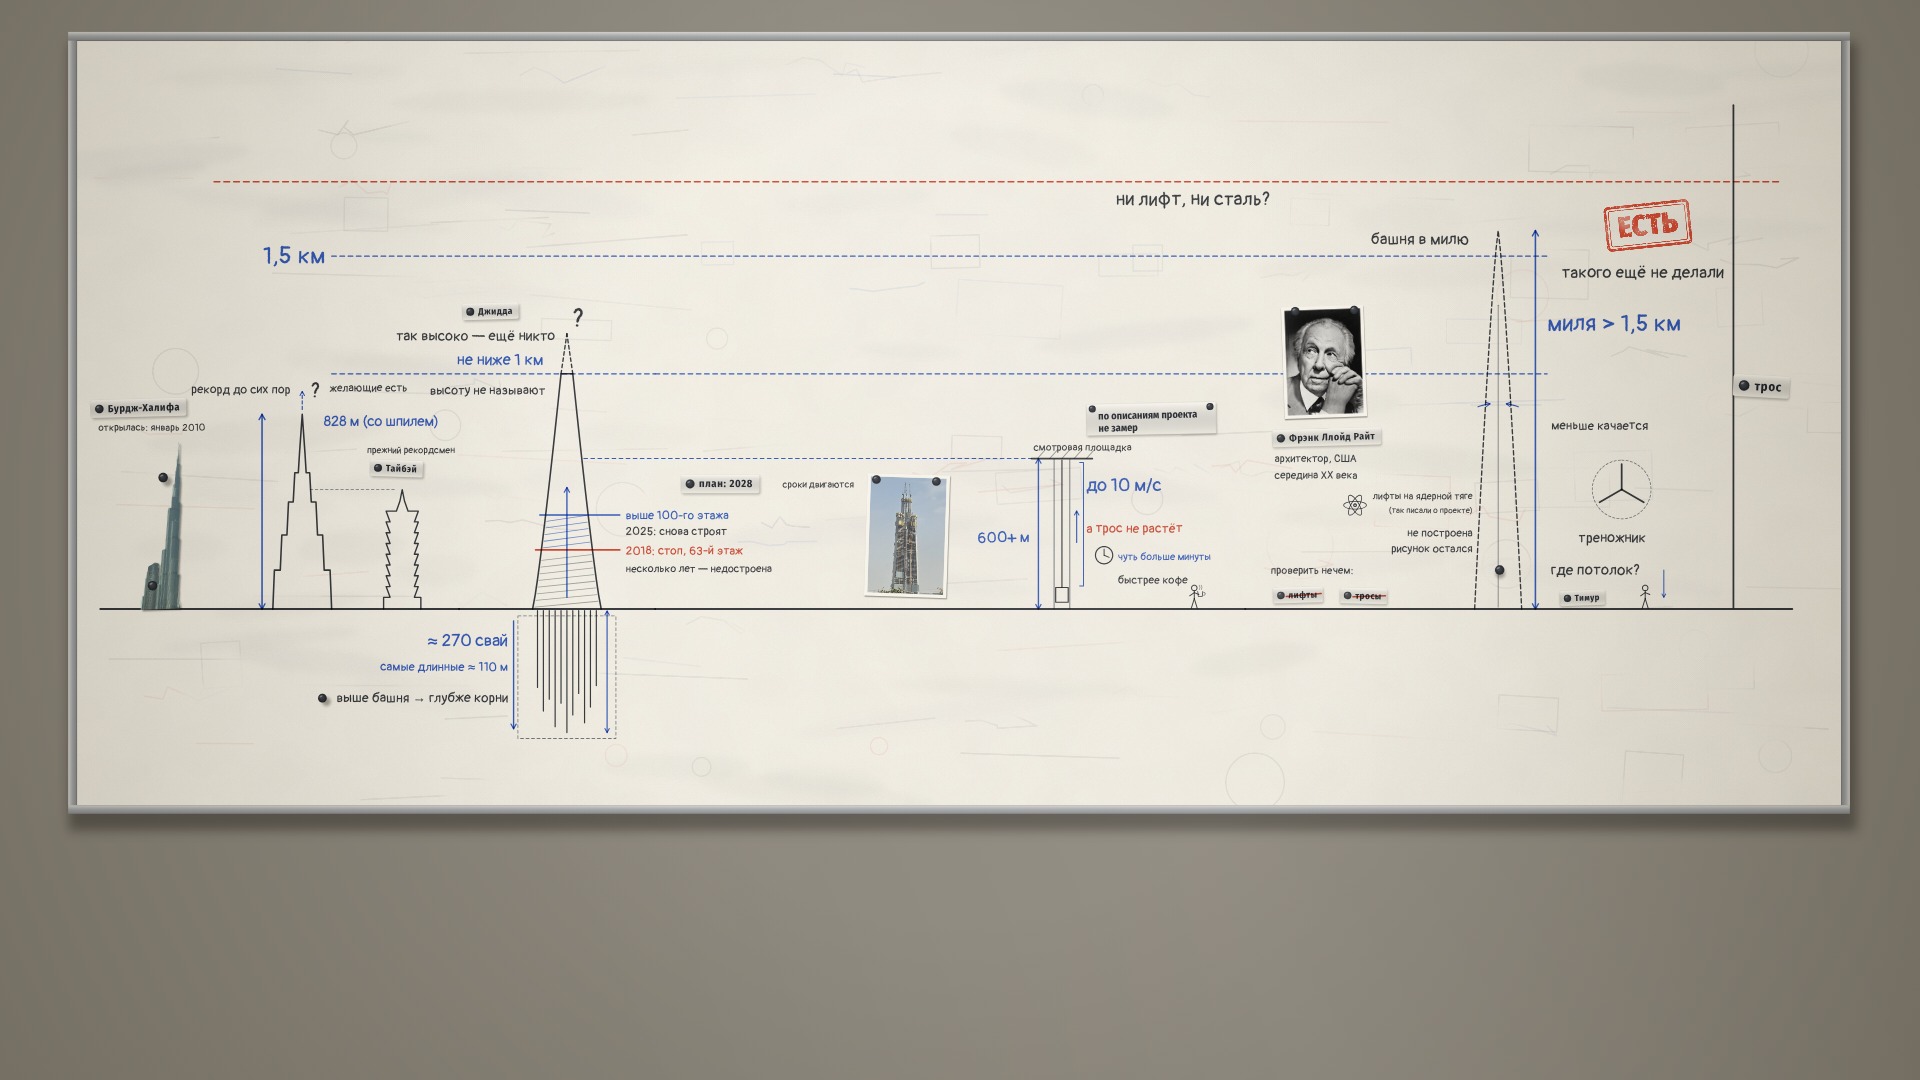 ни лифт, ни сталь?
1,5 км
башня в милю
ЕСТЬ
такого ещё не делали
миля > 1,5 км
Джидда
?
так высоко — ещё никто
не ниже 1 км
высоту не называют
рекорд до сих пор
?
желающие есть
828 м (со шпилем)
Бурдж-Халифа
открылась: январь 2010
прежний рекордсмен
Тайбэй
план: 2028
сроки двигаются
выше 100-го этажа
2025: снова строят
2018: стоп, 63-й этаж
несколько лет — недостроена
≈ 270 свай
самые длинные ≈ 110 м
выше башня → глубже корни
по описаниям проекта
не замер
смотровая площадка
до 10 м/с
600+ м
а трос не растёт
чуть больше минуты
быстрее кофе
Фрэнк Ллойд Райт
архитектор, США
середина XX века
лифты на ядерной тяге
(так писали о проекте)
не построена
рисунок остался
проверить нечем:
лифты
тросы
трос
меньше качается
треножник
где потолок?
Тимур